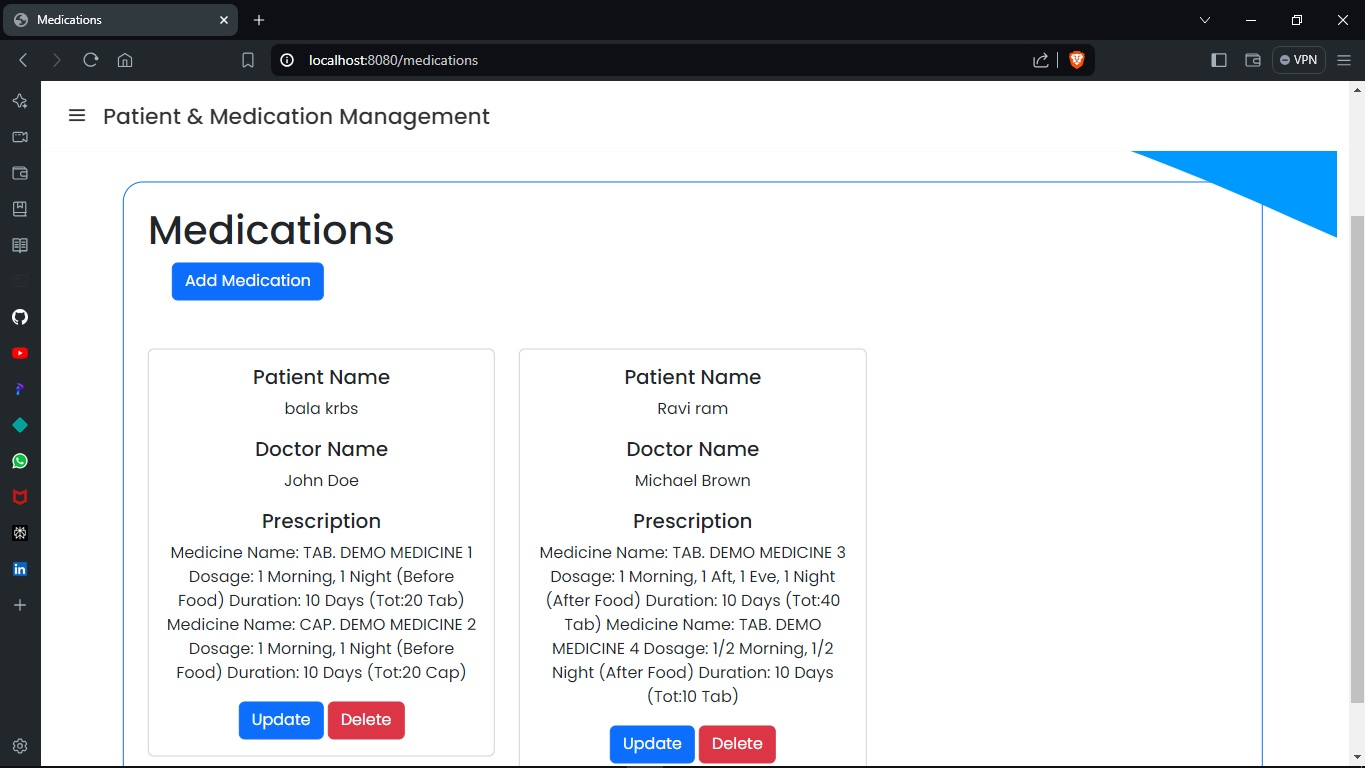 Medications
localhost:8080/medications
VPN
Patient & Medication Management
Medications
Add Medication
Patient Name
bala krbs
Doctor Name
John Doe
Prescription
Medicine Name: TAB. DEMO MEDICINE 1
Dosage: 1 Morning, 1 Night (Before
Food) Duration: 10 Days (Tot:20 Tab)
Medicine Name: CAP. DEMO MEDICINE 2
Dosage: 1 Morning, 1 Night (Before
Food) Duration: 10 Days (Tot:20 Cap)
Update Delete
Patient Name
Ravi ram
Doctor Name
Michael Brown
Prescription
Medicine Name: TAB. DEMO MEDICINE 3
Dosage: 1 Morning, 1 Aft, 1 Eve, 1 Night
(After Food) Duration: 10 Days (Tot:40
Tab) Medicine Name: TAB. DEMO
MEDICINE 4 Dosage: 1/2 Morning, 1/2
Night (After Food) Duration: 10 Days
(Tot:10 Tab)
Update Delete
in